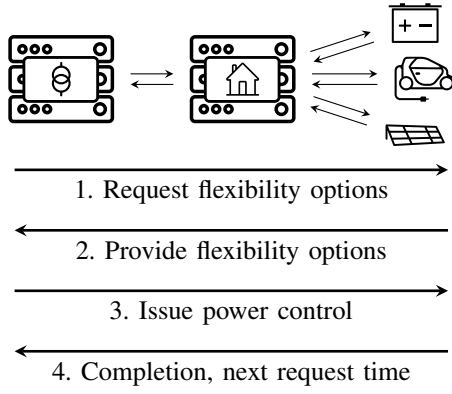 1. Request flexibility options
2. Provide flexibility options
3. Issue power control
4. Completion, next request time